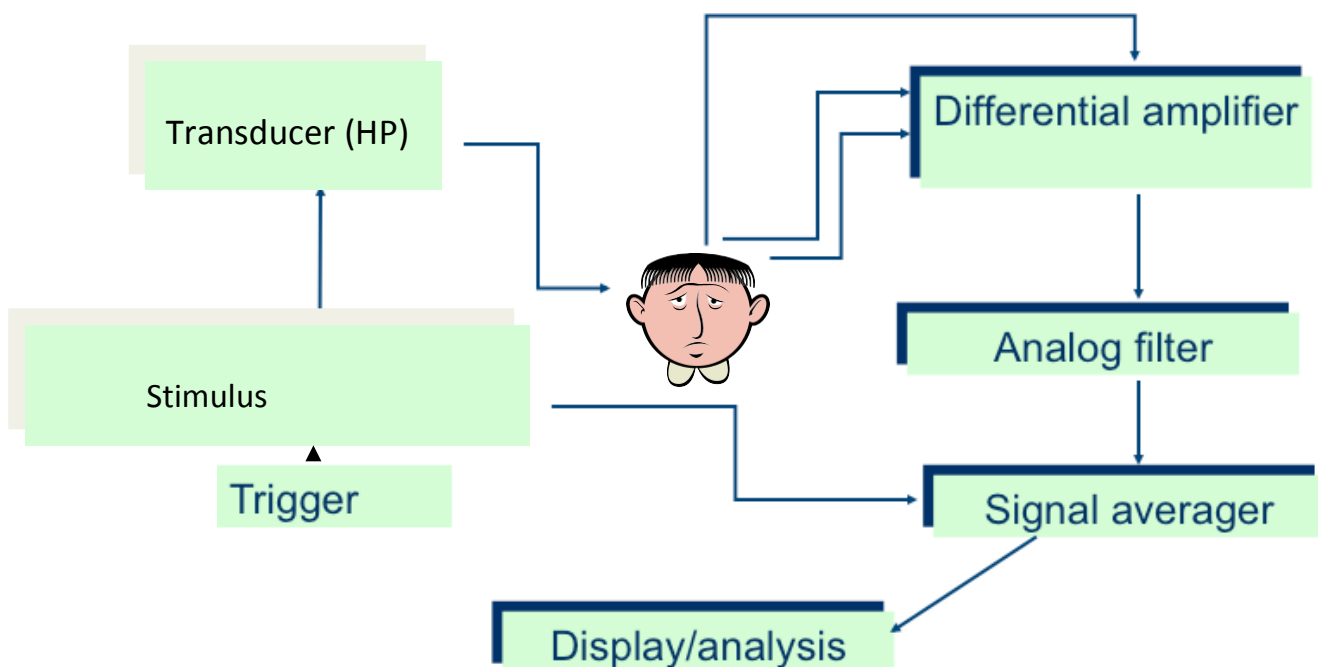 Transducer (HP)
Differential amplifier
Stimulus
Analog filter
Trigger
Signal averager
Display/analysis